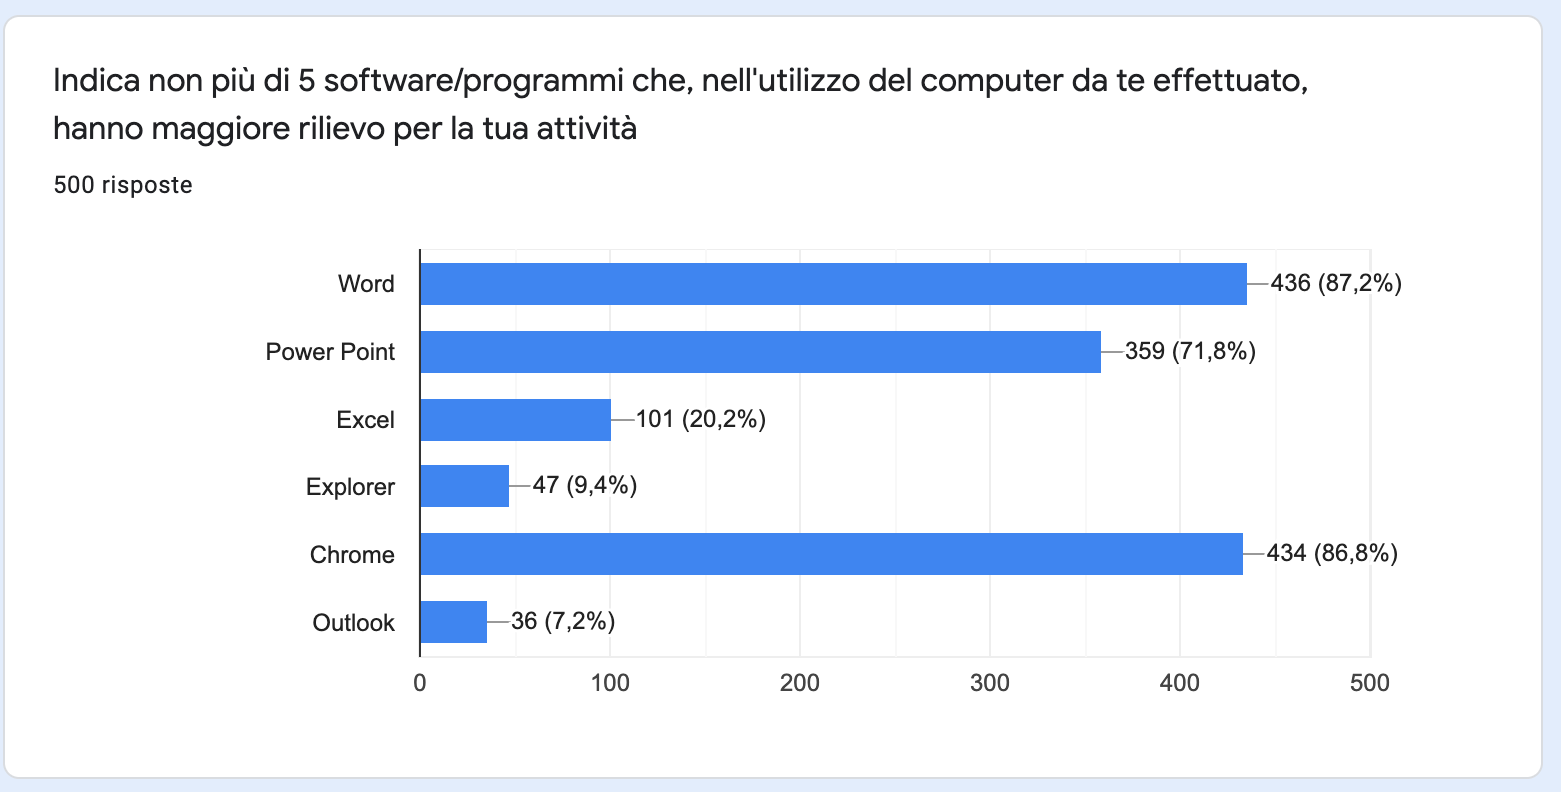 Indica non più di 5 software/programmi che, nell'utilizzo del computer da te effettuato,
hanno maggiore rilievo per la tua attività
500 risposte
Word 436 (87,2%)
Power Point 359 (71,8%)
Excel 101 (20,2%)
Explorer 47 (9,4%)
Chrome 434 (86,8%)
Outlook 36 (7,2%)
0 100 200 300 400 500